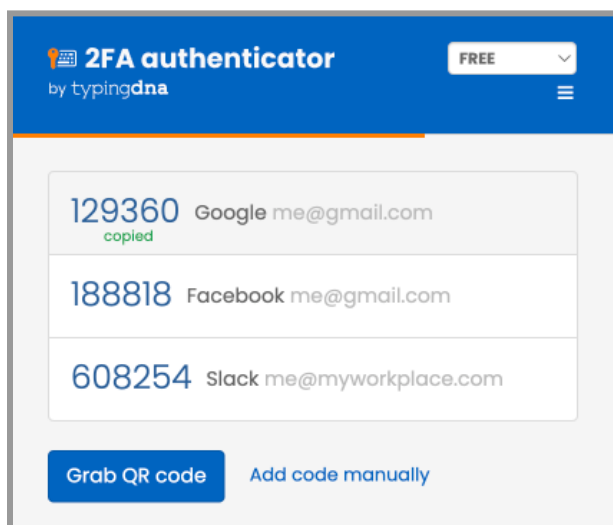 2FA authenticator
FREE
by typingdna
129360 Google me@gmail.com
copied
188818 Facebook me@gmail.com
608254 Slack me@myworkplace.com
Grab QR code Add code manually